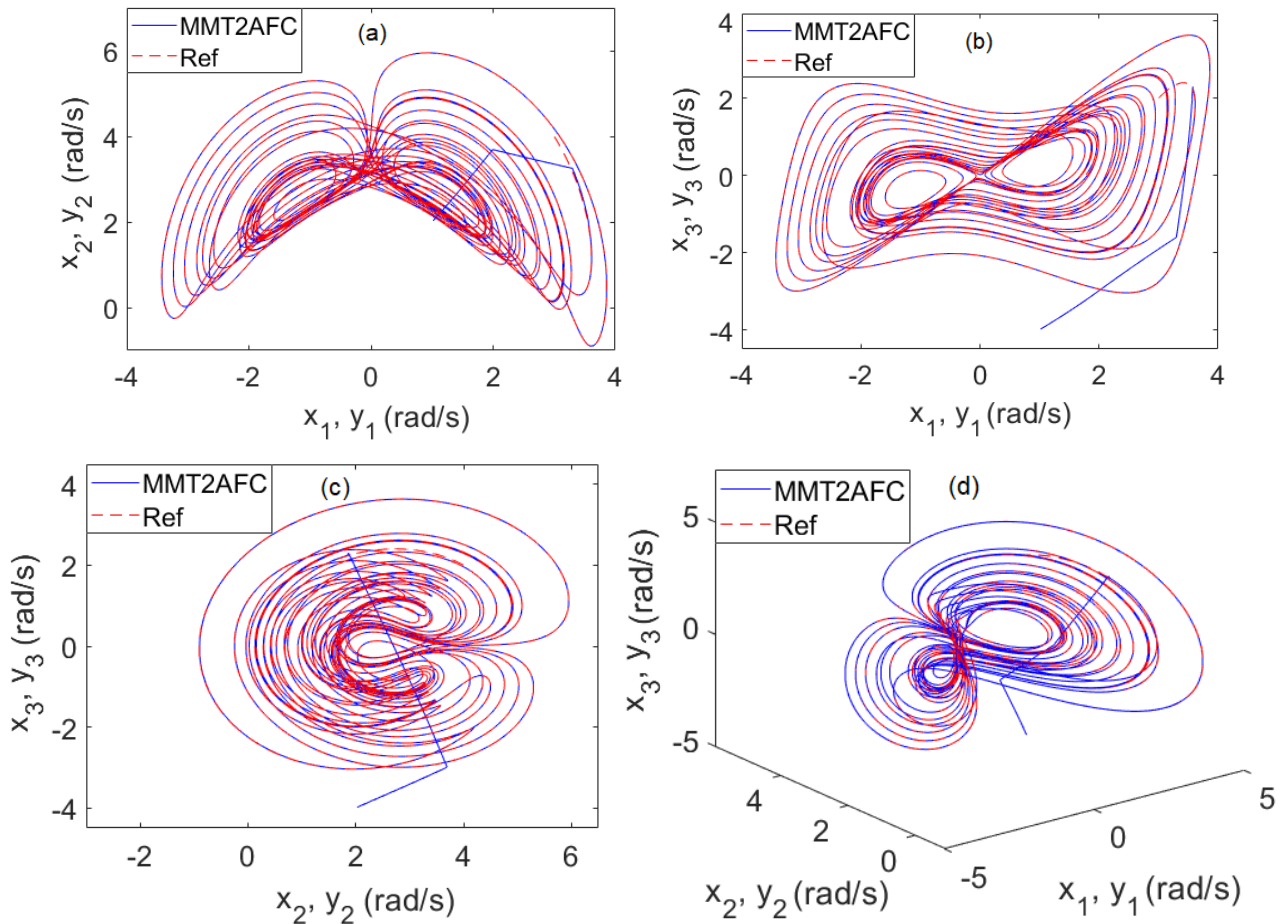 MMT2AFC
Ref
(a)
x1, y1 (rad/s)
x2, y2 (rad/s)
-4 -2 0 2 4
0
2
4
6
MMT2AFC
Ref
(b)
x1, y1 (rad/s)
x3, y3 (rad/s)
-4 -2 0 2 4
-4
-2
0
2
4
MMT2AFC
Ref
(c)
x2, y2 (rad/s)
x3, y3 (rad/s)
-2 0 2 4 6
-4
-2
0
2
4
MMT2AFC
Ref
(d)
x3, y3 (rad/s)
5
0
-5
4
2
0
-5
0
5
x2, y2 (rad/s)
x1, y1 (rad/s)